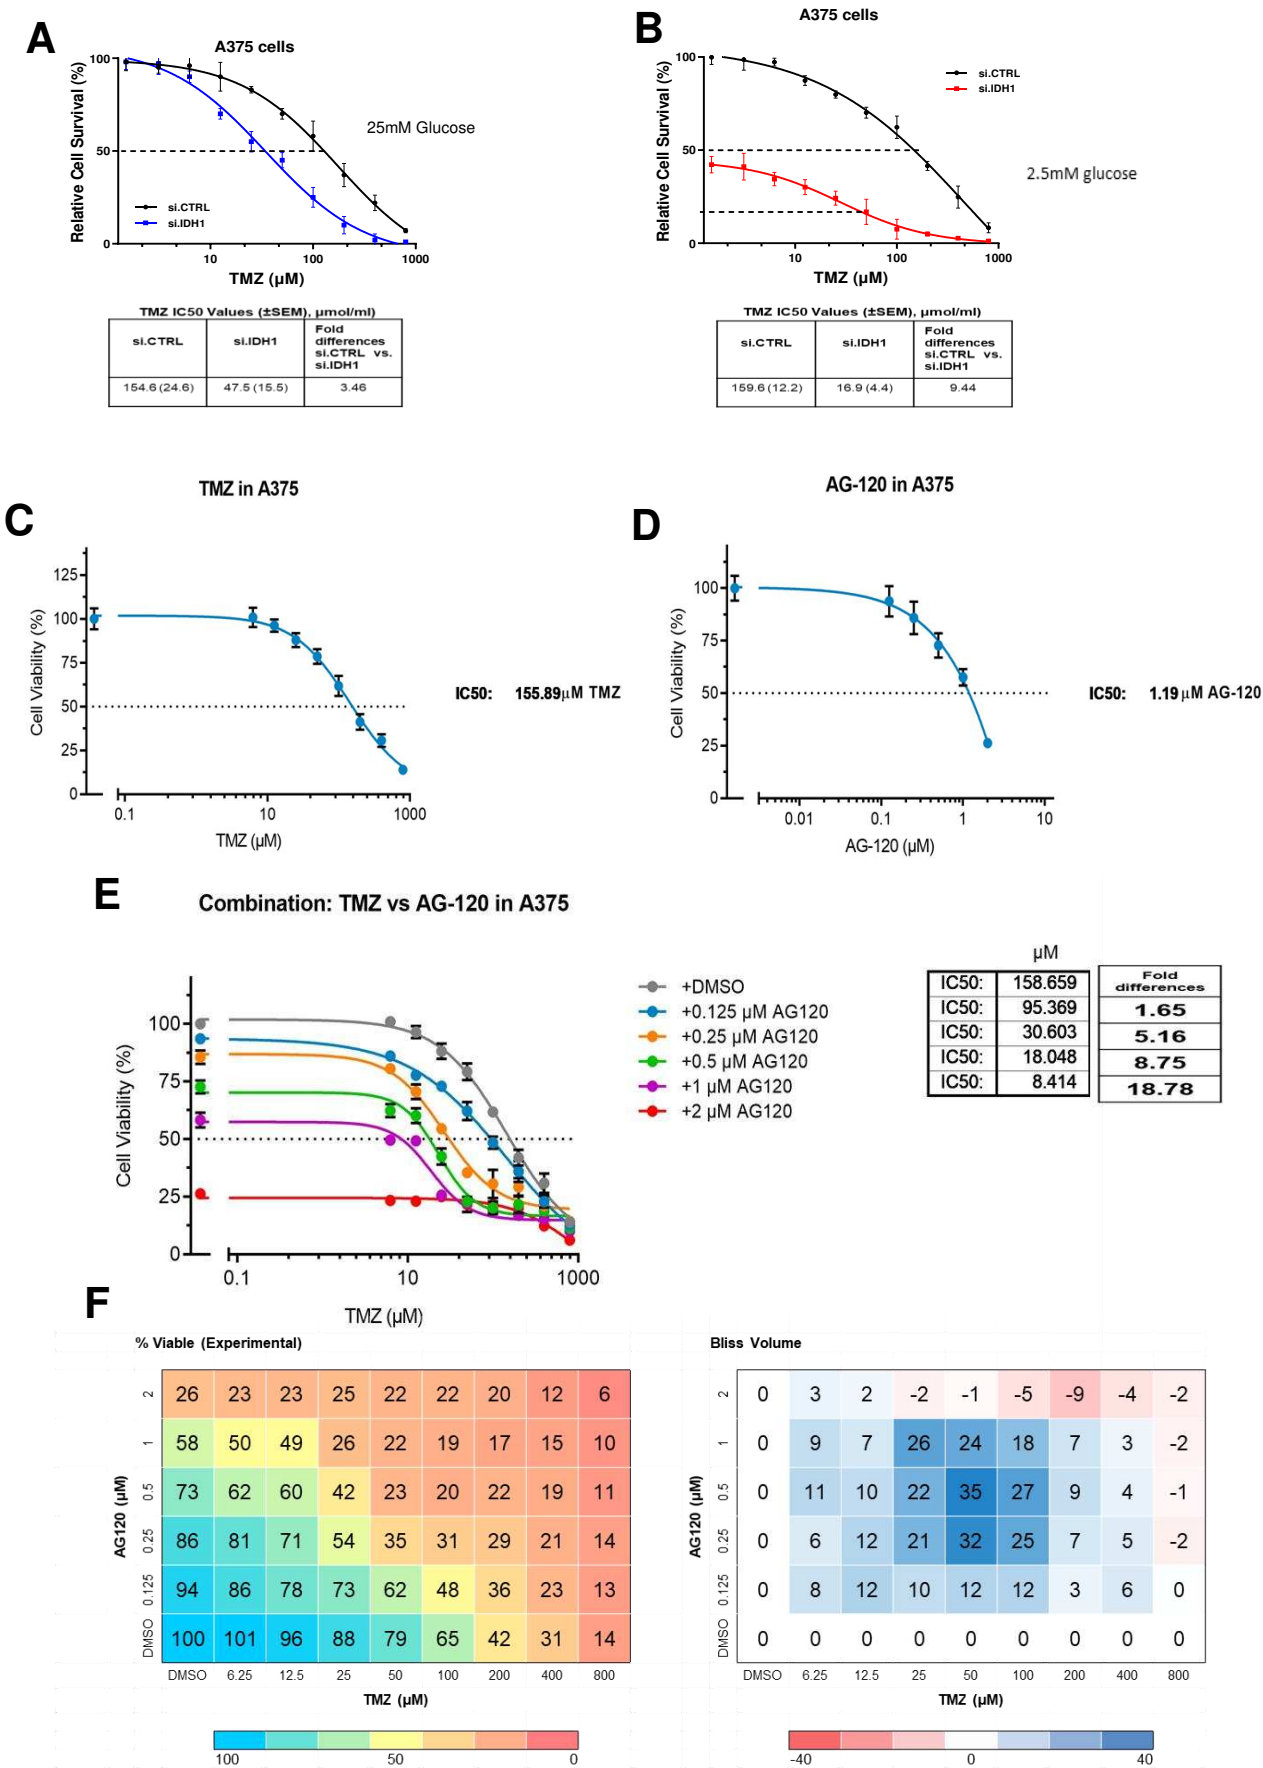 A
A375 cells
Relative Cell Survival (%)
100
50
0
25mM Glucose
si.CTRL
si.IDH1
10 100 1000
TMZ (µM)
TMZ IC50 Values (±SEM), µmol/ml)
si.CTRL si.IDH1 Fold differences si.CTRL vs. si.IDH1
154.6 (24.6) 47.5 (15.5) 3.46
B
A375 cells
Relative Cell Survival (%)
100
50
0
si.CTRL
si.IDH1
2.5mM glucose
10 100 1000
TMZ (µM)
TMZ IC50 Values (±SEM), µmol/ml)
si.CTRL si.IDH1 Fold differences si.CTRL vs. si.IDH1
159.6 (12.2) 16.9 (4.4) 9.44
C
TMZ in A375
Cell Viability (%)
125
100
75
50
25
0
IC50: 155.89µM TMZ
0.1 10 1000
TMZ (µM)
D
AG-120 in A375
Cell Viability (%)
100
75
50
25
0
IC50: 1.19 µM AG-120
0.01 0.1 1 10
AG-120 (µM)
E
Combination: TMZ vs AG-120 in A375
Cell Viability (%)
100
75
50
25
0
0.1 10 1000
TMZ (µM)
+DMSO
+0.125 µM AG120
+0.25 µM AG120
+0.5 µM AG120
+1 µM AG120
+2 µM AG120
µM
IC50: 158.659
IC50: 95.369
IC50: 30.603
IC50: 18.048
IC50: 8.414
Fold differences
1.65
5.16
8.75
18.78
F
% Viable (Experimental)
AG120 (µM)
2 26 23 23 25 22 22 20 12 6
1 58 50 49 26 22 19 17 15 10
0.5 73 62 60 42 23 20 22 19 11
0.25 86 81 71 54 35 31 29 21 14
0.125 94 86 78 73 62 48 36 23 13
DMSO 100 101 96 88 79 65 42 31 14
DMSO 6.25 12.5 25 50 100 200 400 800
TMZ (µM)
100 50 0
Bliss Volume
AG120 (µM)
2 0 3 2 -2 -1 -5 -9 -4 -2
1 0 9 7 26 24 18 7 3 -2
0.5 0 11 10 22 35 27 9 4 -1
0.25 0 6 12 21 32 25 7 5 -2
0.125 0 8 12 10 12 12 3 6 0
DMSO 0 0 0 0 0 0 0 0 0
DMSO 6.25 12.5 25 50 100 200 400 800
TMZ (µM)
-40 0 40